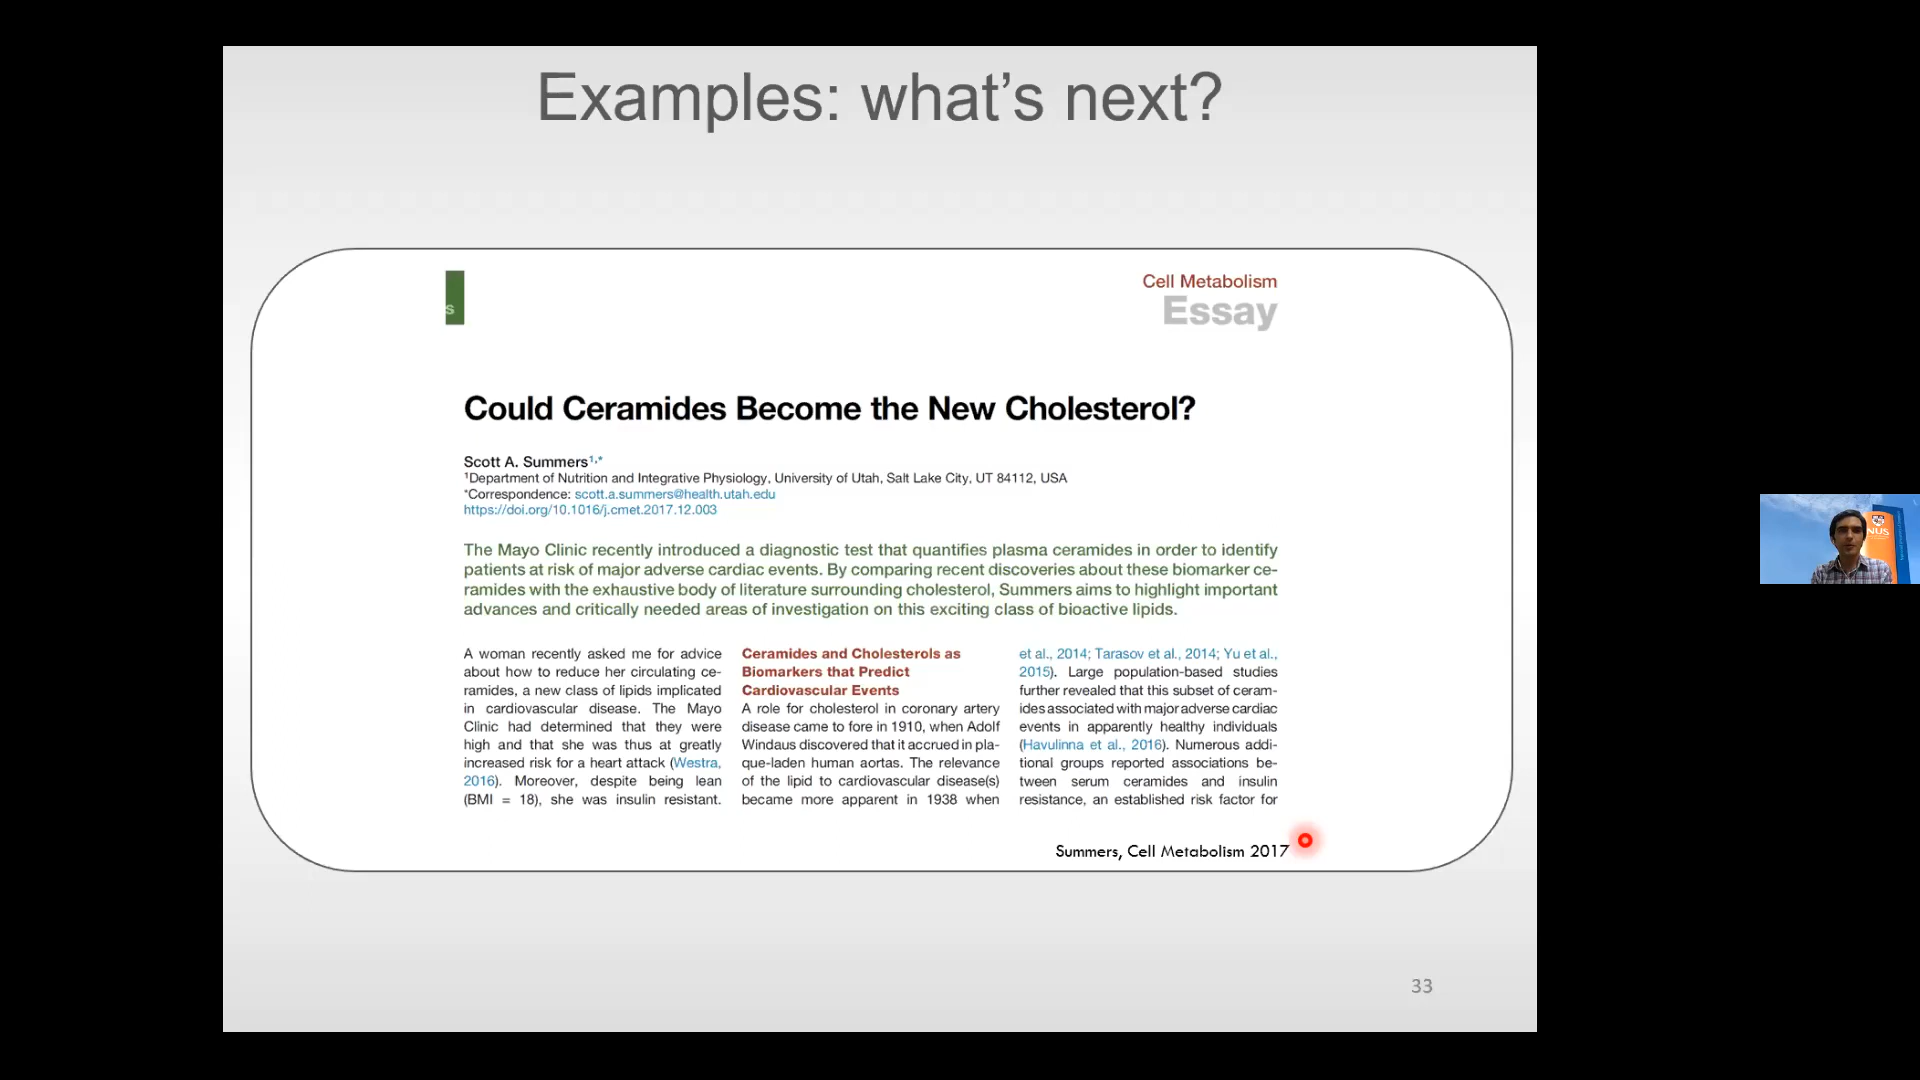 Examples: what's next?
s
Cell Metabolism
Essay
Could Ceramides Become the New Cholesterol?
Scott A. Summers1,*
1Department of Nutrition and Integrative Physiology, University of Utah, Salt Lake City, UT 84112, USA
*Correspondence: scott.a.summers@health.utah.edu
https://doi.org/10.1016/j.cmet.2017.12.003
The Mayo Clinic recently introduced a diagnostic test that quantifies plasma ceramides in order to identify
patients at risk of major adverse cardiac events. By comparing recent discoveries about these biomarker ce-
ramides with the exhaustive body of literature surrounding cholesterol, Summers aims to highlight important
advances and critically needed areas of investigation on this exciting class of bioactive lipids.
A woman recently asked me for advice
about how to reduce her circulating ce-
ramides, a new class of lipids implicated
in cardiovascular disease. The Mayo
Clinic had determined that they were
high and that she was thus at greatly
increased risk for a heart attack (Westra,
2016). Moreover, despite being lean
(BMI = 18), she was insulin resistant.
Ceramides and Cholesterols as
Biomarkers that Predict
Cardiovascular Events
A role for cholesterol in coronary artery
disease came to fore in 1910, when Adolf
Windaus discovered that it accrued in pla-
que-laden human aortas. The relevance
of the lipid to cardiovascular disease(s)
became more apparent in 1938 when
et al., 2014; Tarasov et al., 2014; Yu et al.,
2015). Large population-based studies
further revealed that this subset of ceram-
ides associated with major adverse cardiac
events in apparently healthy individuals
(Havulinna et al., 2016). Numerous addi-
tional groups reported associations be-
tween serum ceramides and insulin
resistance, an established risk factor for
Summers, Cell Metabolism 2017
33
NUS